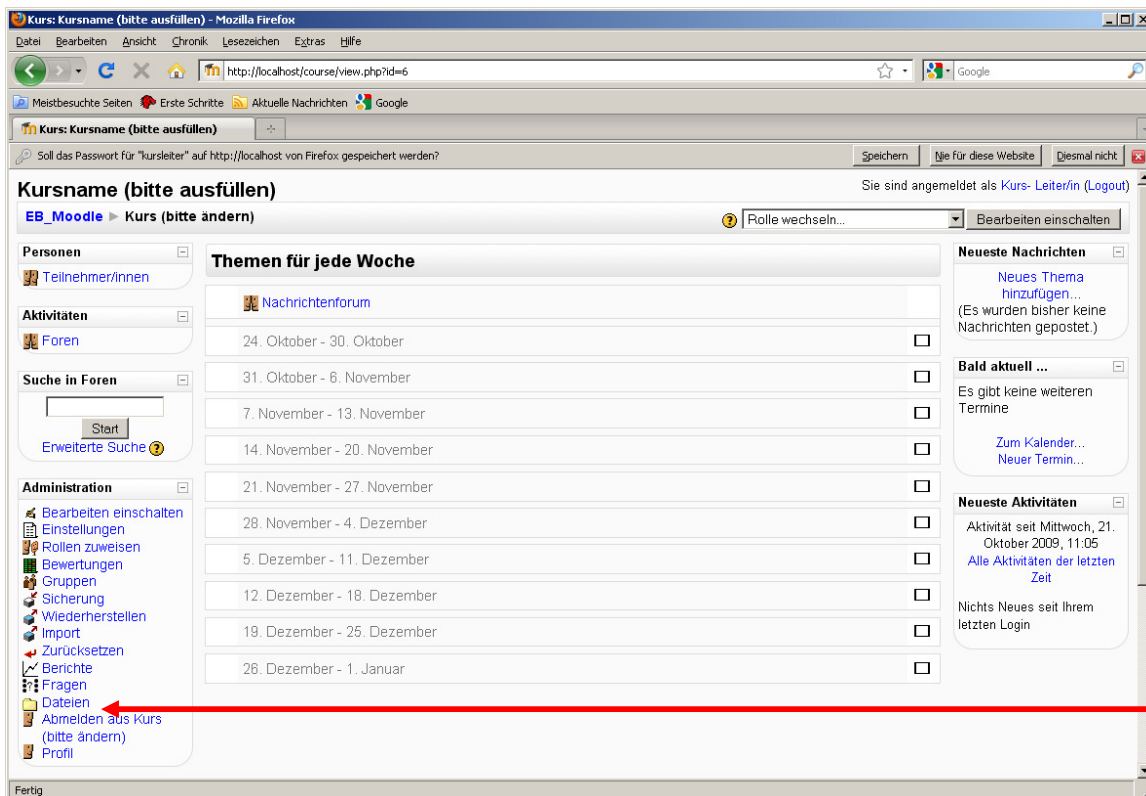 Kurs: Kursname (bitte ausfüllen) - Mozilla Firefox
Datei Bearbeiten Ansicht Chronik Lesezeichen Extras Hilfe
http://localhost/course/view.php?id=6
Google
Meistbesuchte Seiten Erste Schritte Aktuelle Nachrichten Google
Kurs: Kursname (bitte ausfüllen)
Soll das Passwort für "kursleiter" auf http://localhost von Firefox gespeichert werden?
Speichern
Nie für diese Website
Diesmal nicht
Kursname (bitte ausfüllen)
Sie sind angemeldet als Kurs- Leiter/in (Logout)
EB_Moodle ► Kurs (bitte ändern)
Rolle wechseln...
Bearbeiten einschalten
Personen
Teilnehmer/innen
Aktivitäten
Foren
Suche in Foren
Start
Erweiterte Suche
Administration
Bearbeiten einschalten
Einstellungen
Rollen zuweisen
Bewertungen
Gruppen
Sicherung
Wiederherstellen
Import
Zurücksetzen
Berichte
Fragen
Dateien
Abmelden aus Kurs
(bitte ändern)
Profil
Themen für jede Woche
Nachrichtenforum
24. Oktober - 30. Oktober
31. Oktober - 6. November
7. November - 13. November
14. November - 20. November
21. November - 27. November
28. November - 4. Dezember
5. Dezember - 11. Dezember
12. Dezember - 18. Dezember
19. Dezember - 25. Dezember
26. Dezember - 1. Januar
Neueste Nachrichten
Neues Thema
hinzufügen...
(Es wurden bisher keine
Nachrichten gepostet.)
Bald aktuell ...
Es gibt keine weiteren
Termine
Zum Kalender...
Neuer Termin...
Neueste Aktivitäten
Aktivität seit Mittwoch, 21.
Oktober 2009, 11:05
Alle Aktivitäten der letzten
Zeit
Nichts Neues seit Ihrem
letzten Login
Fertig